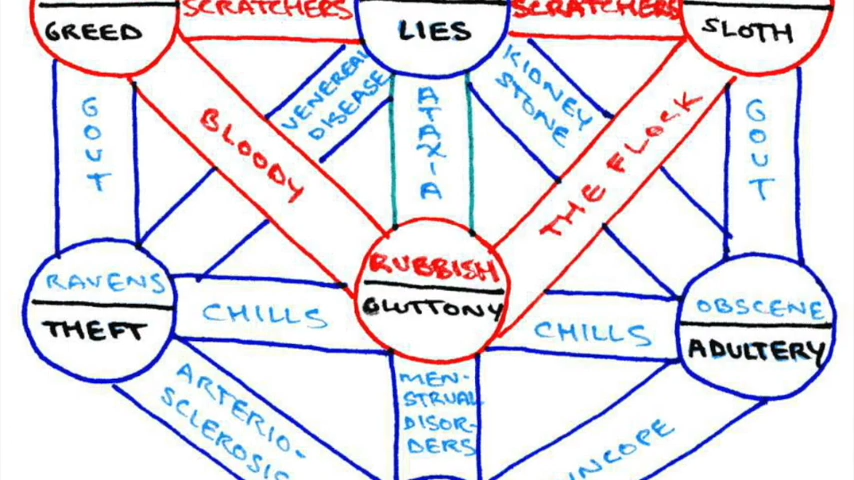 SCRATCHERS
SCRATCHERS
GREED
LIES
SLOTH
GOUT
BLOODY
VENEREAL
DISEASE
ATAXIA
KIDNEY
STONE
THE FLOCK
GOUT
RAVENS
THEFT
CHILLS
RUBBISH
GLUTTONY
CHILLS
OBSCENE
ADULTERY
ARTERIO-
SCLEROSIS
MEN-
STRUAL
DISOR-
DERS
INCOPE